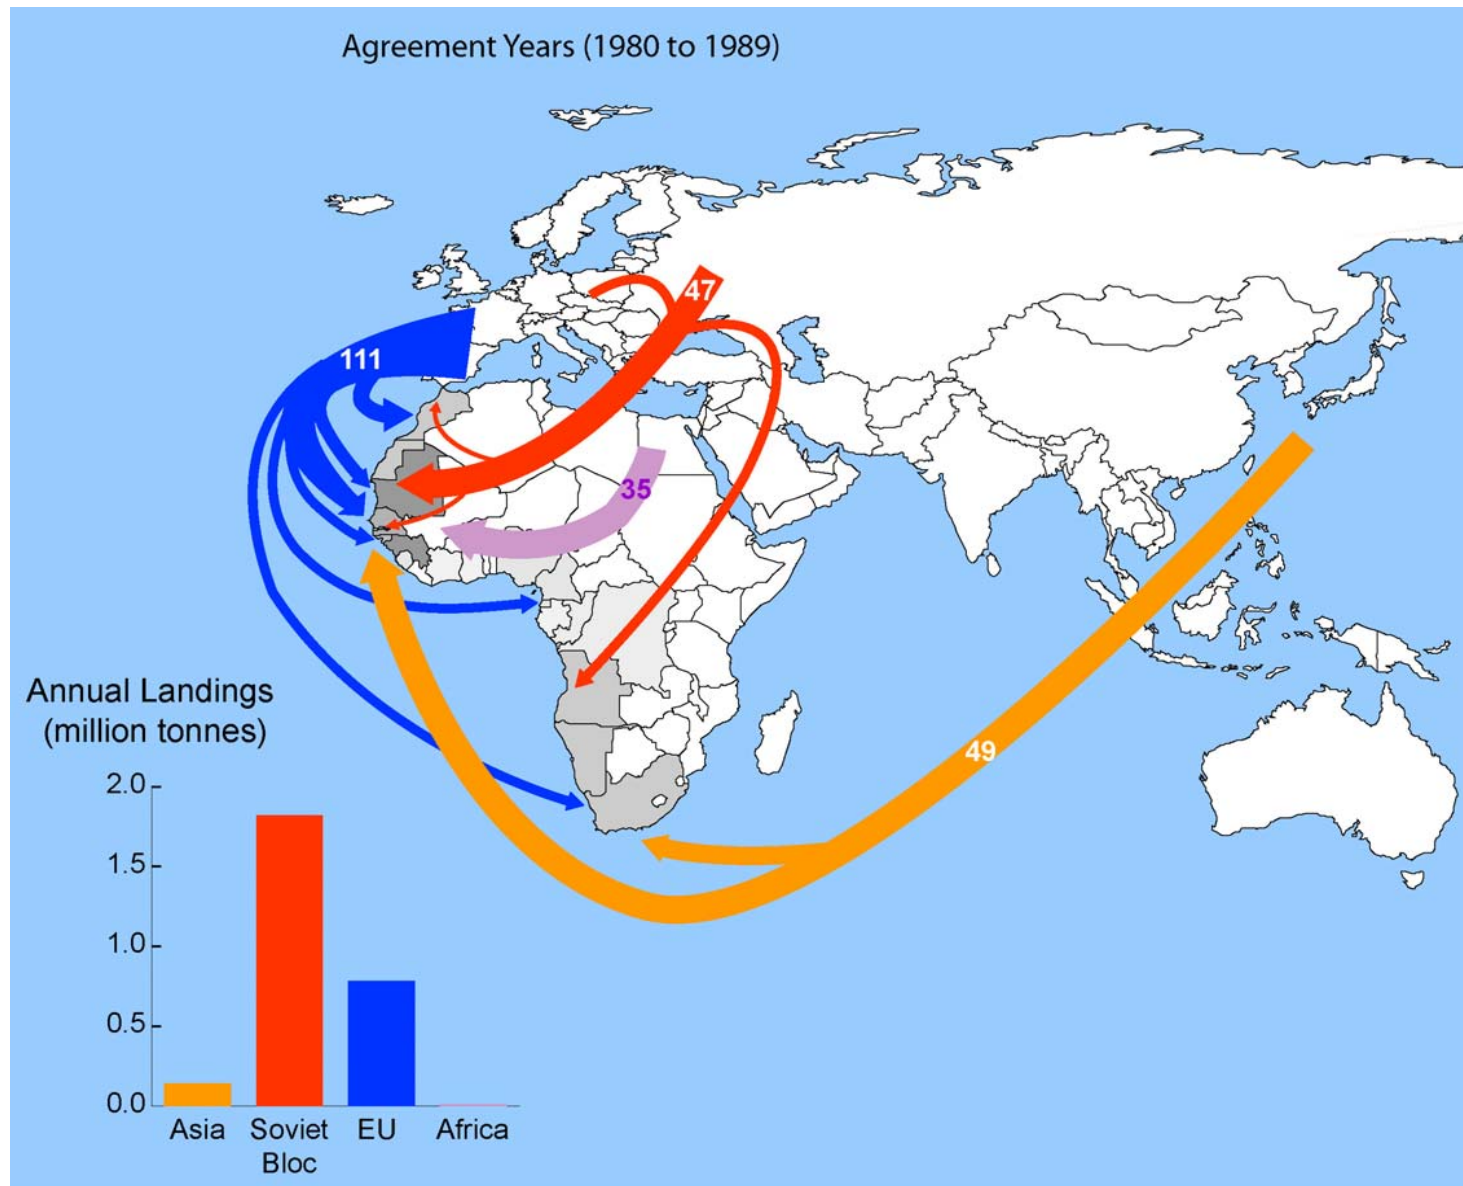 Agreement Years (1980 to 1989)
47
111
35
49
Annual Landings
(million tonnes)
2.0
1.5
1.0
0.5
0.0
Asia
Soviet
Bloc
EU
Africa